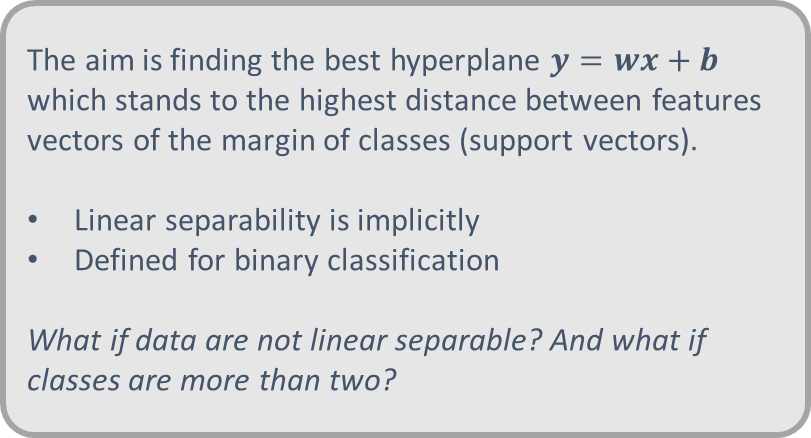 The aim is finding the best hyperplane y = wx + b
which stands to the highest distance between features
vectors of the margin of classes (support vectors).
• Linear separability is implicitly
• Defined for binary classification
What if data are not linear separable? And what if
classes are more than two?